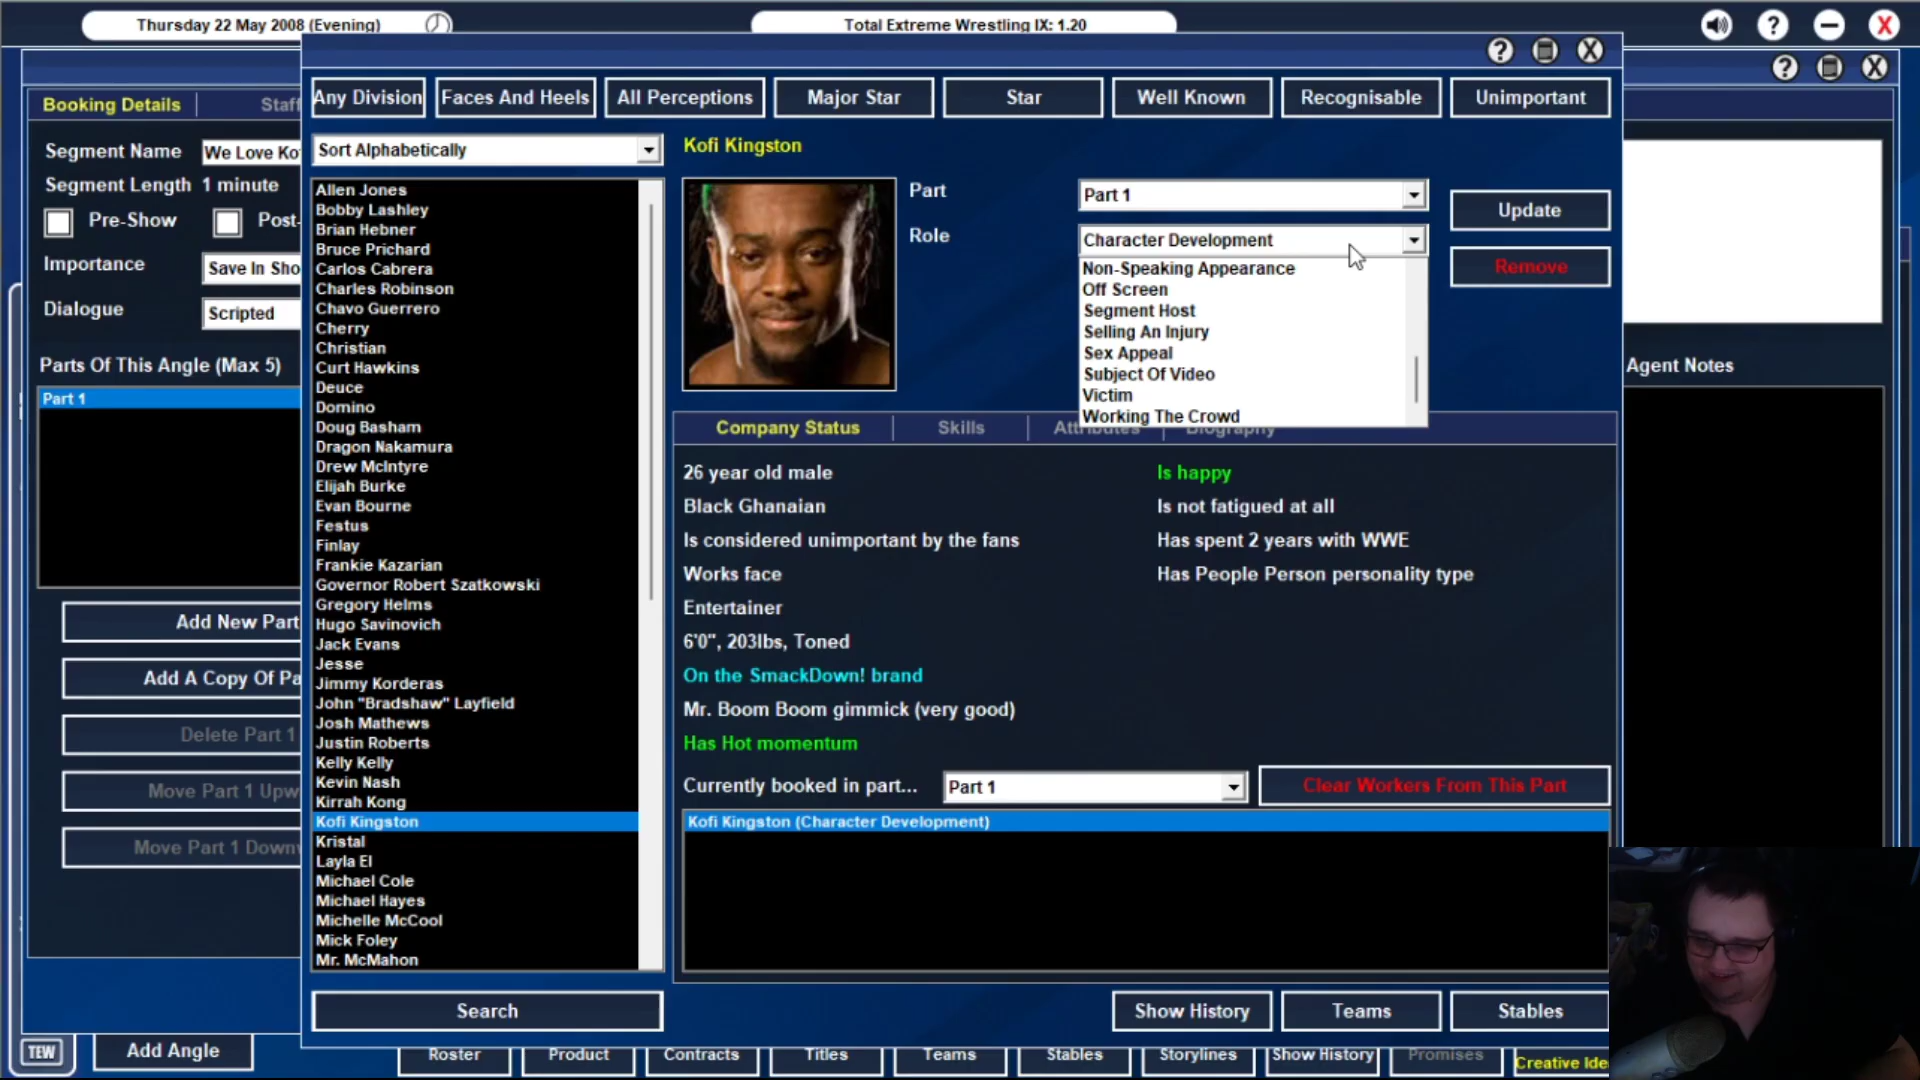 Thursday 22 May 2008 (Evening)
Total Extreme Wrestling IX: 1.20
Booking Details
Staff
Segment Name
We Love Ko
Segment Length
1 minute
Pre-Show
Post-
Importance
Save In Sho
Dialogue
Scripted
Parts Of This Angle (Max 5)
Part 1
Add New Part
Add A Copy Of Pa
Delete Part 1
Move Part 1 Upw
Move Part 1 Down
TEW
Add Angle
Any Division
Faces And Heels
All Perceptions
Major Star
Star
Well Known
Recognisable
Unimportant
Sort Alphabetically
Allen Jones
Bobby Lashley
Brian Hebner
Bruce Prichard
Carlos Cabrera
Charles Robinson
Chavo Guerrero
Cherry
Christian
Curt Hawkins
Deuce
Domino
Doug Basham
Dragon Nakamura
Drew McIntyre
Elijah Burke
Evan Bourne
Festus
Finlay
Frankie Kazarian
Governor Robert Szatkowski
Gregory Helms
Hugo Savinovich
Jack Evans
Jesse
Jimmy Korderas
John "Bradshaw" Layfield
Josh Mathews
Justin Roberts
Kelly Kelly
Kevin Nash
Kirrah Kong
Kofi Kingston
Kristal
Layla El
Michael Cole
Michael Hayes
Michelle McCool
Mick Foley
Mr. McMahon
Search
Kofi Kingston
Part
Part 1
Role
Character Development
Non-Speaking Appearance
Off Screen
Segment Host
Selling An Injury
Sex Appeal
Subject Of Video
Victim
Working The Crowd
Update
Remove
Company Status
Skills
Attributes
Biography
26 year old male
Black Ghanaian
Is considered unimportant by the fans
Works face
Entertainer
6'0", 203lbs, Toned
On the SmackDown! brand
Mr. Boom Boom gimmick (very good)
Has Hot momentum
Is happy
Is not fatigued at all
Has spent 2 years with WWE
Has People Person personality type
Currently booked in part...
Part 1
Clear Workers From This Part
Kofi Kingston (Character Development)
Show History
Teams
Stables
Agent Notes
Roster
Product
Contracts
Titles
Teams
Stables
Storylines
Show History
Promises
Creative Ide